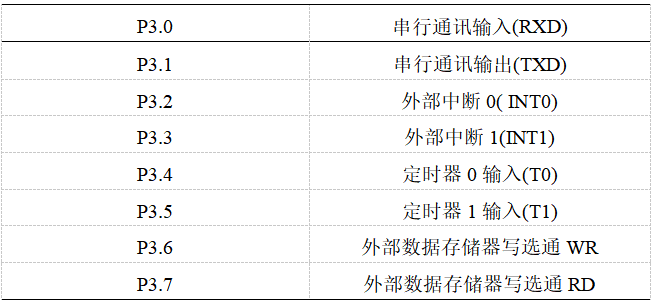 P3.0 串行通讯输入(RXD)
P3.1 串行通讯输出(TXD)
P3.2 外部中断 0( INT0)
P3.3 外部中断 1(INT1)
P3.4 定时器 0 输入(T0)
P3.5 定时器 1 输入(T1)
P3.6 外部数据存储器写选通 WR
P3.7 外部数据存储器写选通 RD